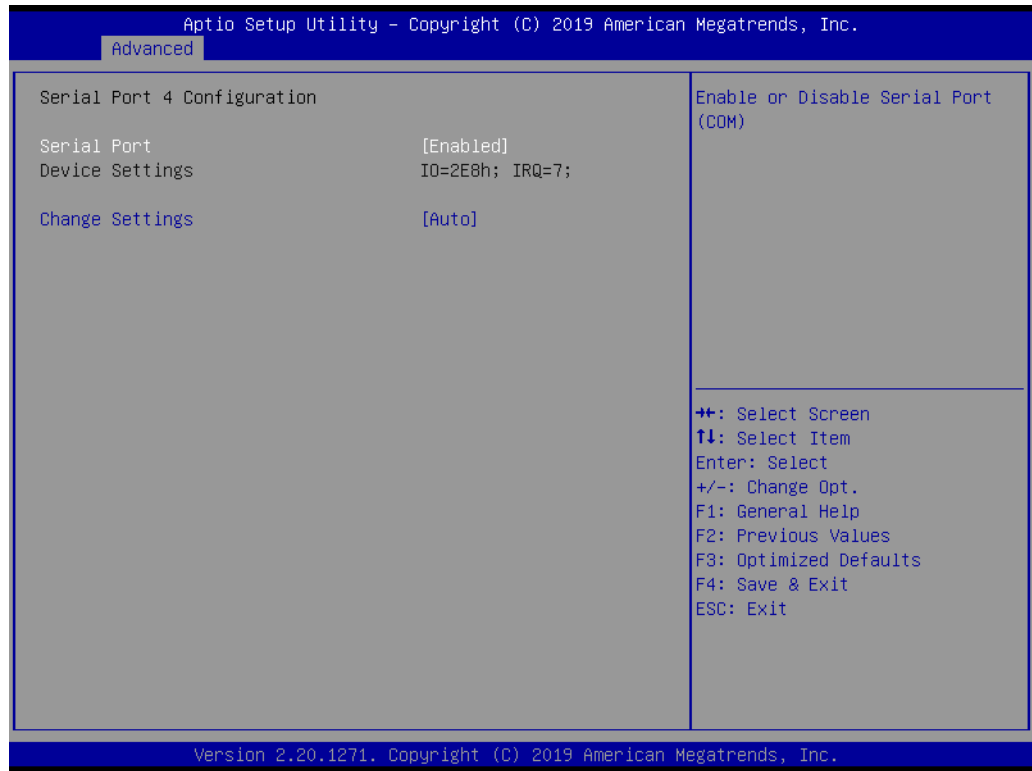 Aptio Setup Utility – Copyright (C) 2019 American Megatrends, Inc.
Advanced
Serial Port 4 Configuration
Serial Port [Enabled]
Device Settings IO=2E8h; IRQ=7;
Change Settings [Auto]
Enable or Disable Serial Port
(COM)
→←: Select Screen
↑↓: Select Item
Enter: Select
+/-: Change Opt.
F1: General Help
F2: Previous Values
F3: Optimized Defaults
F4: Save & Exit
ESC: Exit
Version 2.20.1271. Copyright (C) 2019 American Megatrends, Inc.